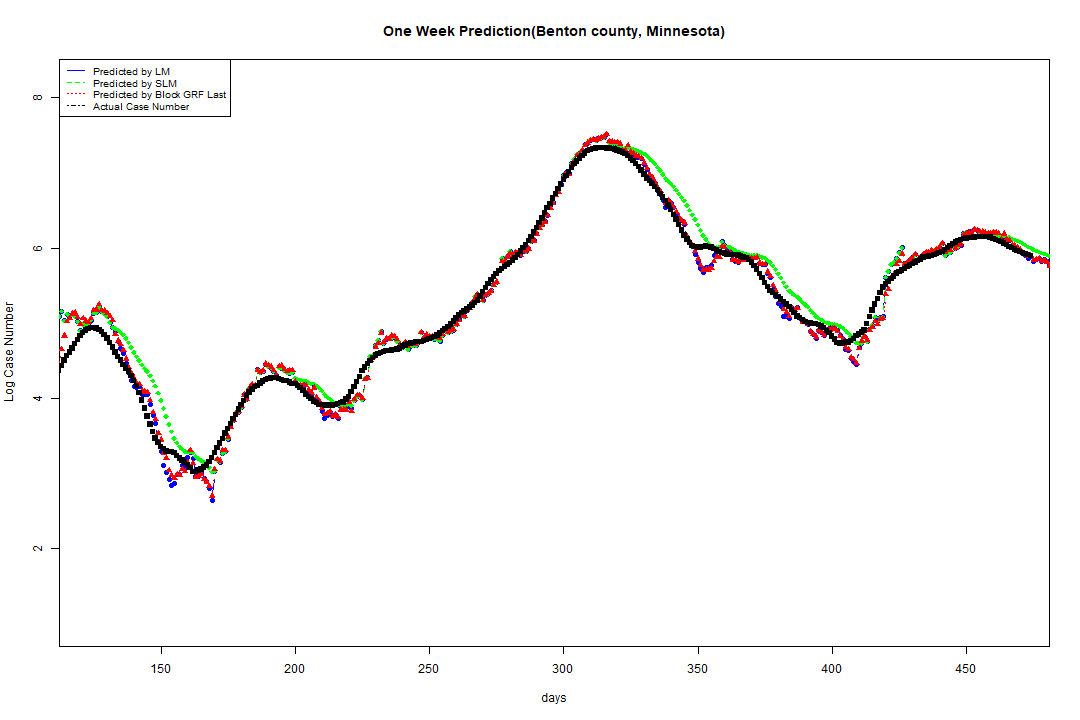 One Week Prediction(Benton county, Minnesota)
Predicted by LM
Predicted by SLM
Predicted by Block GRF Last
Actual Case Number
8
6
4
2
Log Case Number
150 200 250 300 350 400 450
days